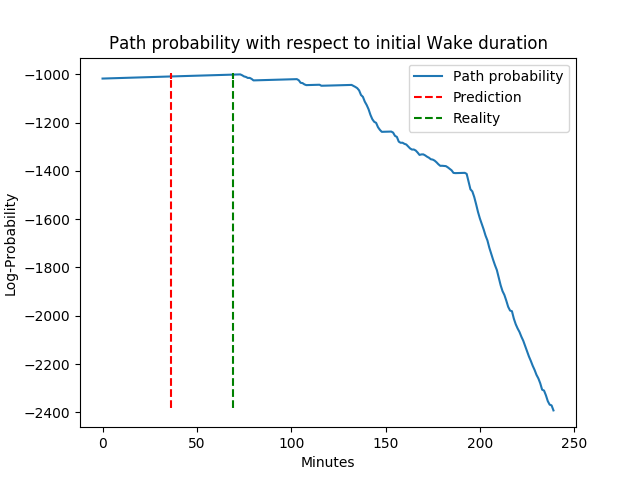 Path probability with respect to initial Wake duration
Path probability
Prediction
Reality
Log-Probability
−1000
−1200
−1400
−1600
−1800
−2000
−2200
−2400
0 50 100 150 200 250
Minutes